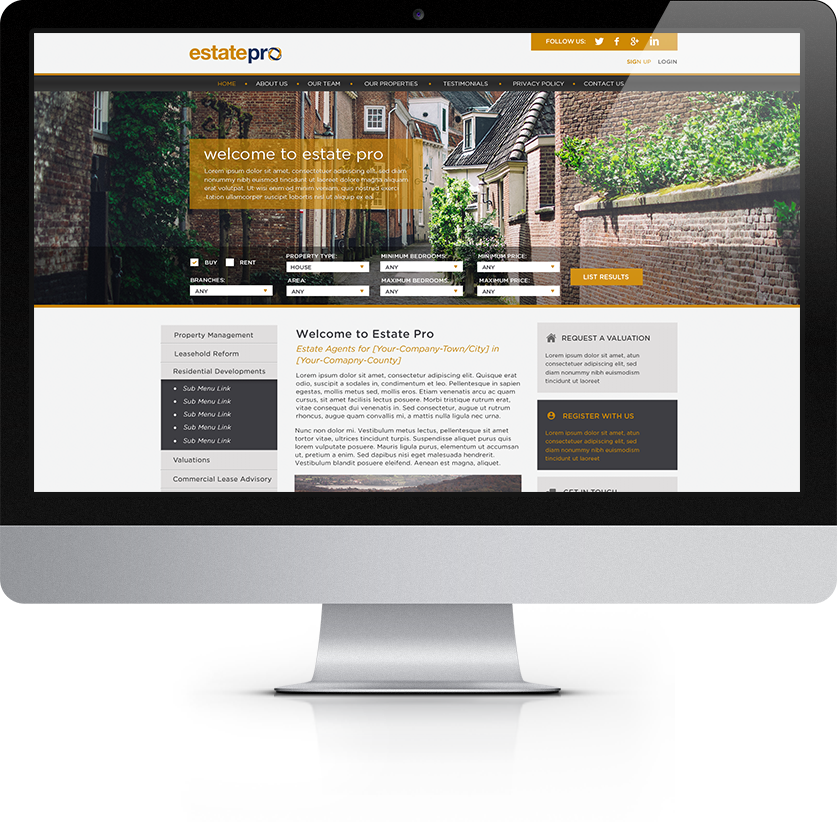 estatepro
FOLLOW US:
SIGN UP LOGIN
HOME ABOUT US OUR TEAM OUR PROPERTIES TESTIMONIALS PRIVACY POLICY CONTACT US
welcome to estate pro
Lorem ipsum dolor sit amet, consectetuer adipiscing elit, sed diam
nonummy nibh euismod tincidunt ut laoreet dolore magna aliquam
erat volutpat. Ut wisi enim ad minim veniam, quis nostrud exerci
tation ullamcorper suscipit lobortis nisl ut aliquip ex ea
BUY RENT
PROPERTY TYPE: MINIMUM BEDROOMS: MINIMUM PRICE:
HOUSE ANY ANY
LIST RESULTS
BRANCHES: AREA: MAXIMUM BEDROOMS: MAXIMUM PRICE:
ANY ANY ANY ANY
Property Management
Leasehold Reform
Residential Developments
Sub Menu Link
Sub Menu Link
Sub Menu Link
Sub Menu Link
Sub Menu Link
Valuations
Commercial Lease Advisory
Welcome to Estate Pro
Estate Agents for [Your-Company-Town/City] in
[Your-Comapny-County]
Lorem ipsum dolor sit amet, consectetur adipiscing elit. Quisque erat
odio, suscipit a sodales in, condimentum et leo. Pellentesque in sapien
egestas, mollis metus sed, mollis eros. Etiam venenatis arcu ac quam
cursus, sit amet facilisis lectus posuere. Morbi tristique rutrum erat,
vitae consequat dui venenatis in. Sed consectetur, augue ut rutrum
rhoncus, augue quam convallis mi, a mattis nulla ligula nec urna.
Nunc non dolor mi. Vestibulum metus lectus, pellentesque sit amet
tortor vitae, ultrices tincidunt turpis. Suspendisse aliquet purus quis
lorem vulputate posuere. Mauris ligula purus, elementum ut accumsan
ut, pretium a enim. Sed dapibus nisi eget malesuada hendrerit.
Vestibulum blandit posuere eleifend. Aenean est magna, aliquet.
REQUEST A VALUATION
Lorem ipsum dolor sit amet, atun
consectetuer adipiscing elit, sed
diam nonummy nibh euismodism
tincidunt ut laoreet
REGISTER WITH US
Lorem ipsum dolor sit amet, atun
consectetuer adipiscing elit, sed
diam nonummy nibh euismodism
tincidunt ut laoreet
GET IN TOUCH